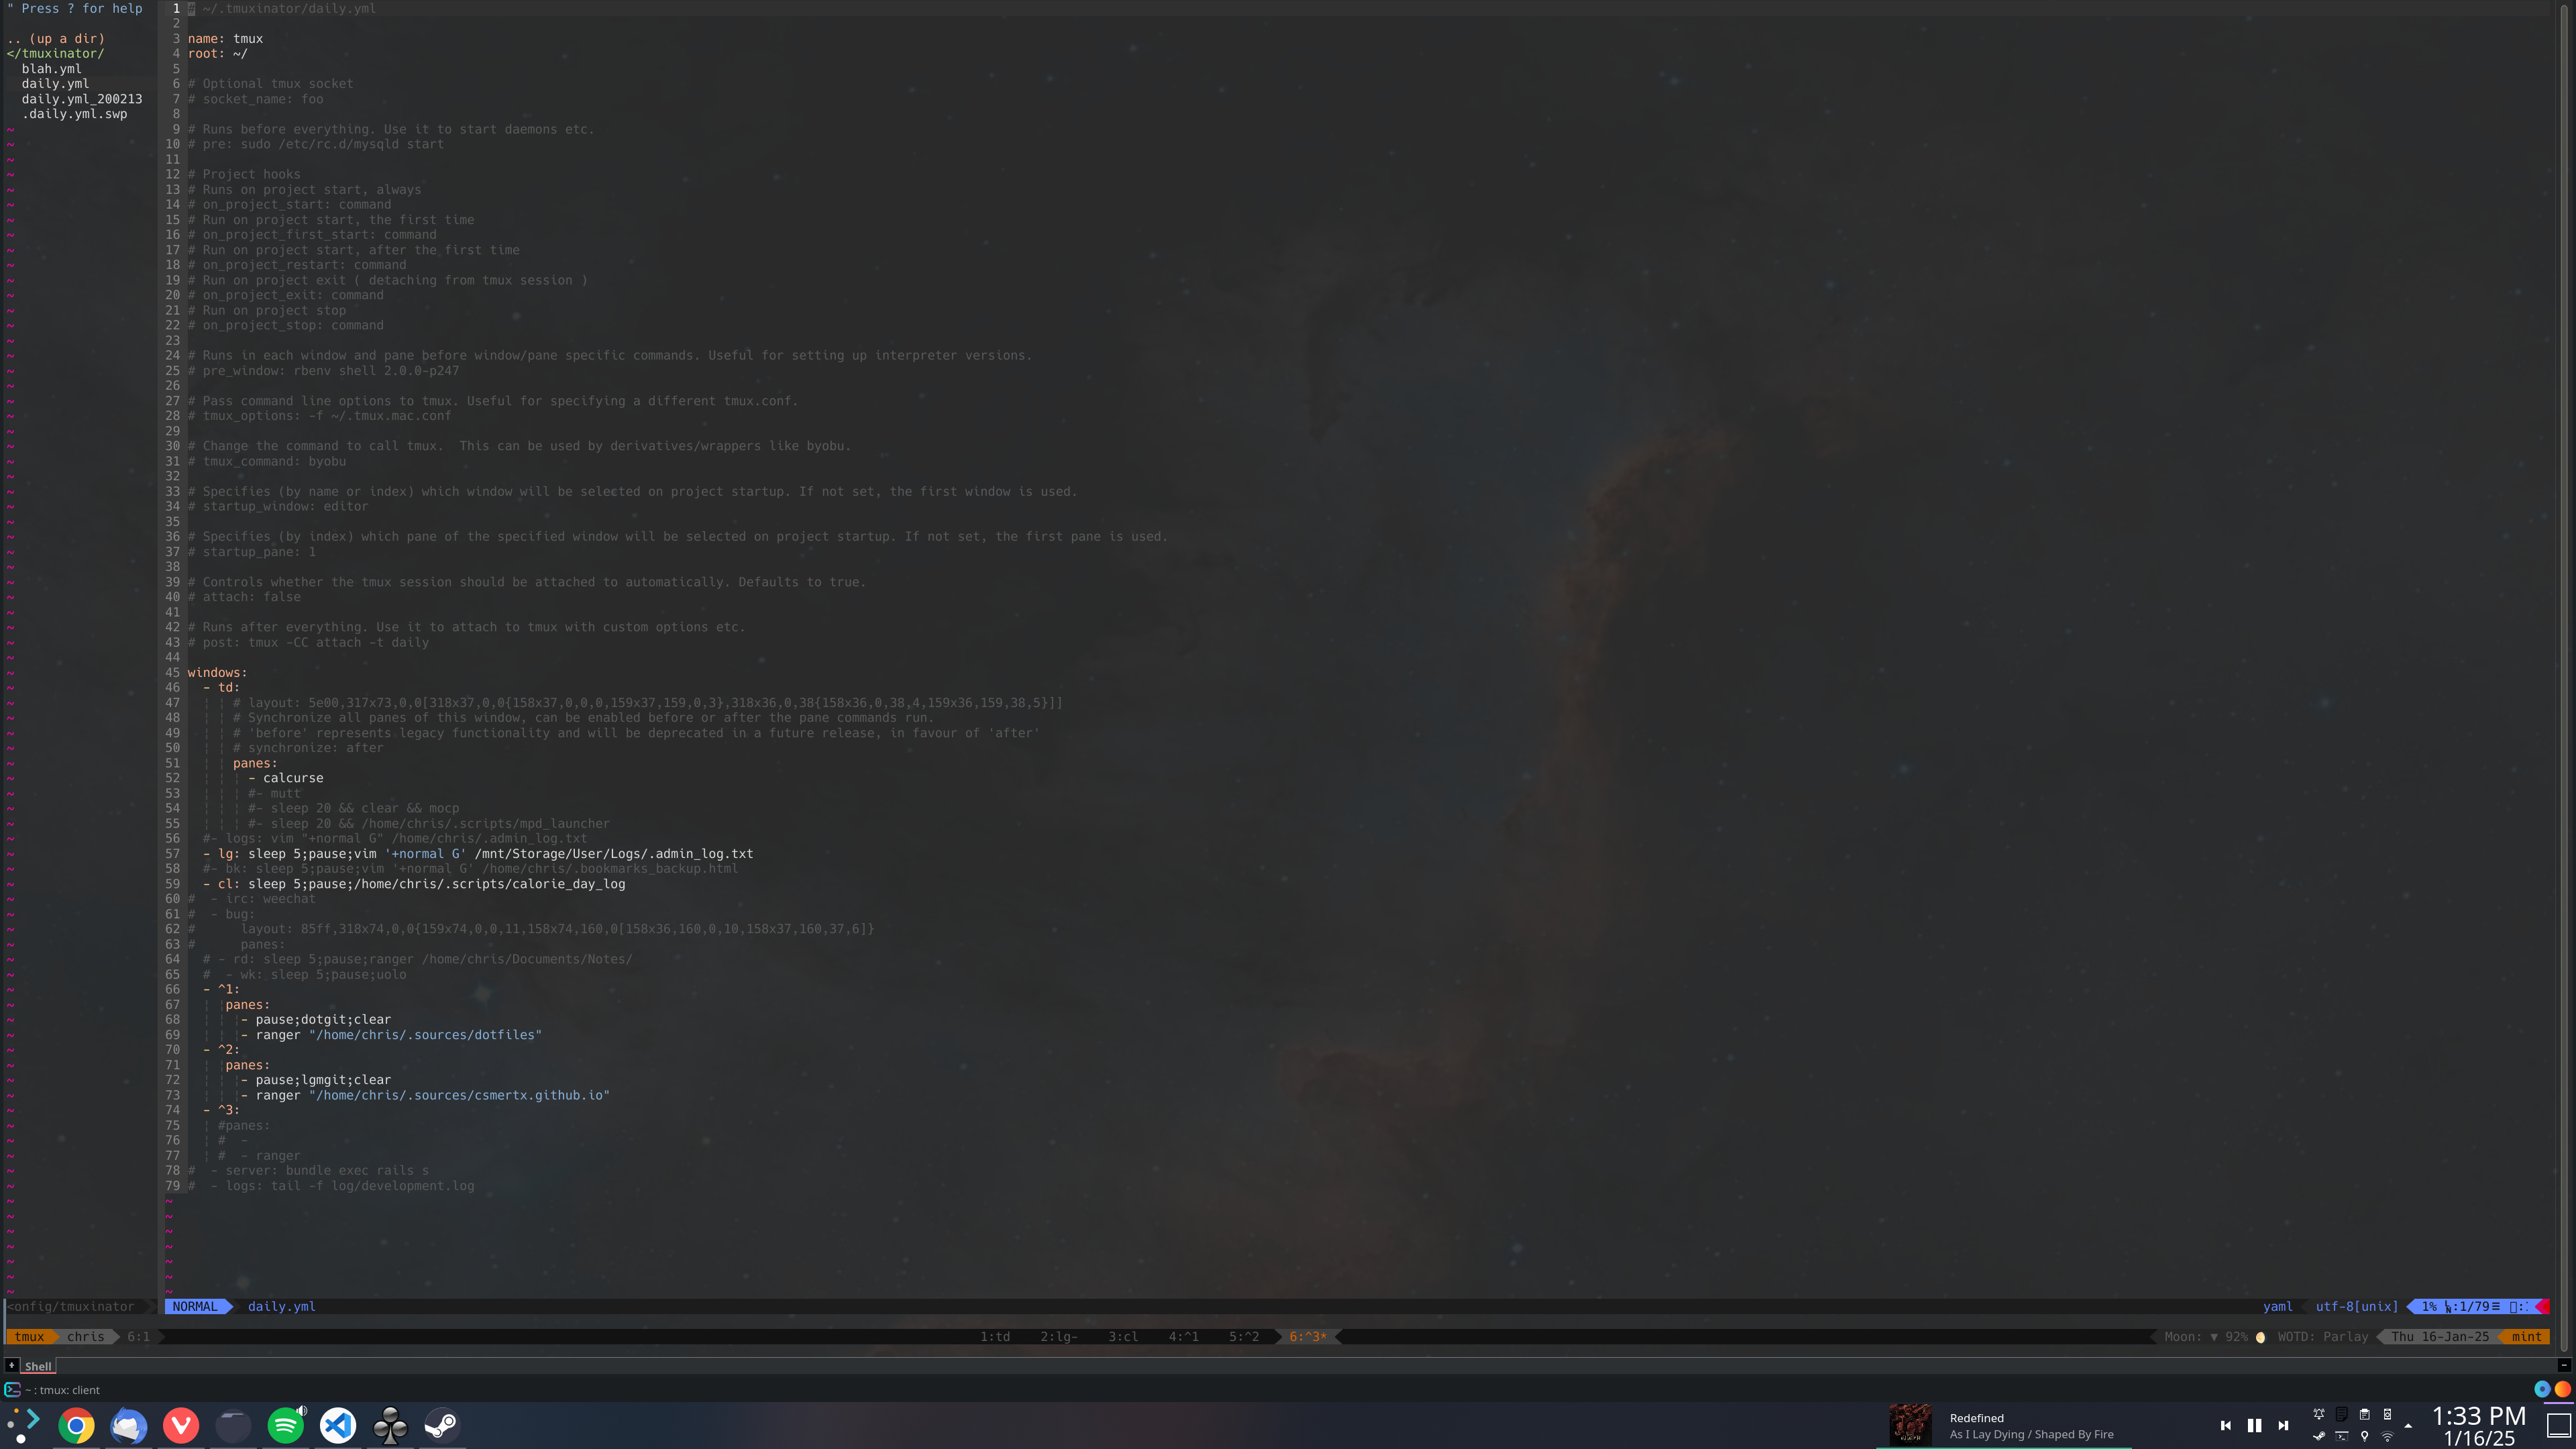 " Press ? for help
.. (up a dir)
</tmuxinator/
blah.yml
daily.yml
daily.yml_200213
.daily.yml.swp
<onfig/tmuxinator
1 # ~/.tmuxinator/daily.yml
2
3 name: tmux
4 root: ~/
5
6 # Optional tmux socket
7 # socket_name: foo
8
9 # Runs before everything. Use it to start daemons etc.
10 # pre: sudo /etc/rc.d/mysqld start
11
12 # Project hooks
13 # Runs on project start, always
14 # on_project_start: command
15 # Run on project start, the first time
16 # on_project_first_start: command
17 # Run on project start, after the first time
18 # on_project_restart: command
19 # Run on project exit ( detaching from tmux session )
20 # on_project_exit: command
21 # Run on project stop
22 # on_project_stop: command
23
24 # Runs in each window and pane before window/pane specific commands. Useful for setting up interpreter versions.
25 # pre_window: rbenv shell 2.0.0-p247
26
27 # Pass command line options to tmux. Useful for specifying a different tmux.conf.
28 # tmux_options: -f ~/.tmux.mac.conf
29
30 # Change the command to call tmux.  This can be used by derivatives/wrappers like byobu.
31 # tmux_command: byobu
32
33 # Specifies (by name or index) which window will be selected on project startup. If not set, the first window is used.
34 # startup_window: editor
35
36 # Specifies (by index) which pane of the specified window will be selected on project startup. If not set, the first pane is used.
37 # startup_pane: 1
38
39 # Controls whether the tmux session should be attached to automatically. Defaults to true.
40 # attach: false
41
42 # Runs after everything. Use it to attach to tmux with custom options etc.
43 # post: tmux -CC attach -t daily
44
45 windows:
46   - td:
47 # layout: 5e00,317x73,0,0[318x37,0,0{158x37,0,0,0,159x37,159,0,3},318x36,0,38{158x36,0,38,4,159x36,159,38,5}]]
48 # Synchronize all panes of this window, can be enabled before or after the pane commands run.
49 # 'before' represents legacy functionality and will be deprecated in a future release, in favour of 'after'
50 # synchronize: after
51 panes:
52 - calcurse
53 #- mutt
54 #- sleep 20 && clear && mocp
55 #- sleep 20 && /home/chris/.scripts/mpd_launcher
56 #- logs: vim "+normal G" /home/chris/.admin_log.txt
57 - lg: sleep 5;pause;vim '+normal G' /mnt/Storage/User/Logs/.admin_log.txt
58 #- bk: sleep 5;pause;vim '+normal G' /home/chris/.bookmarks_backup.html
59 - cl: sleep 5;pause;/home/chris/.scripts/calorie_day_log
60 #  - irc: weechat
61 #  - bug:
62 #      layout: 85ff,318x74,0,0{159x74,0,0,11,158x74,160,0[158x36,160,0,10,158x37,160,37,6]}
63 #      panes:
64 # - rd: sleep 5;pause;ranger /home/chris/Documents/Notes/
65 #  - wk: sleep 5;pause;uolo
66 - ^1:
67 panes:
68 - pause;dotgit;clear
69 - ranger "/home/chris/.sources/dotfiles"
70 - ^2:
71 panes:
72 - pause;lgmgit;clear
73 - ranger "/home/chris/.sources/csmertx.github.io"
74 - ^3:
75 #panes:
76 #  -
77 #  - ranger
78 #  - server: bundle exec rails s
79 #  - logs: tail -f log/development.log
NORMAL daily.yml yaml utf-8[unix] 1% :1/79
tmux chris 6:1 1:td 2:lg- 3:cl 4:^1 5:^2 6:^3* Moon: ▼ 92% WOTD: Parlay Thu 16-Jan-25 mint
+ Shell -
~ : tmux: client
Redefined
As I Lay Dying / Shaped By Fire
1:33 PM
1/16/25